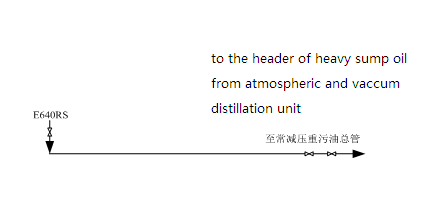 to the header of heavy sump oil
from atmospheric and vaccum
distillation unit
E640RS
至常减压重污油总管